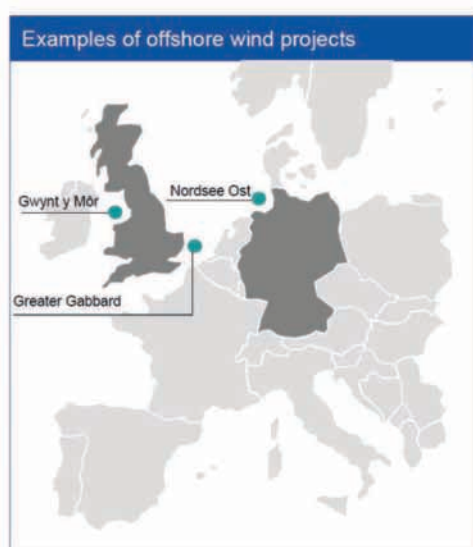 Examples of offshore wind projects
Nordsee Ost
Gwynt y Môr
Greater Gabbard